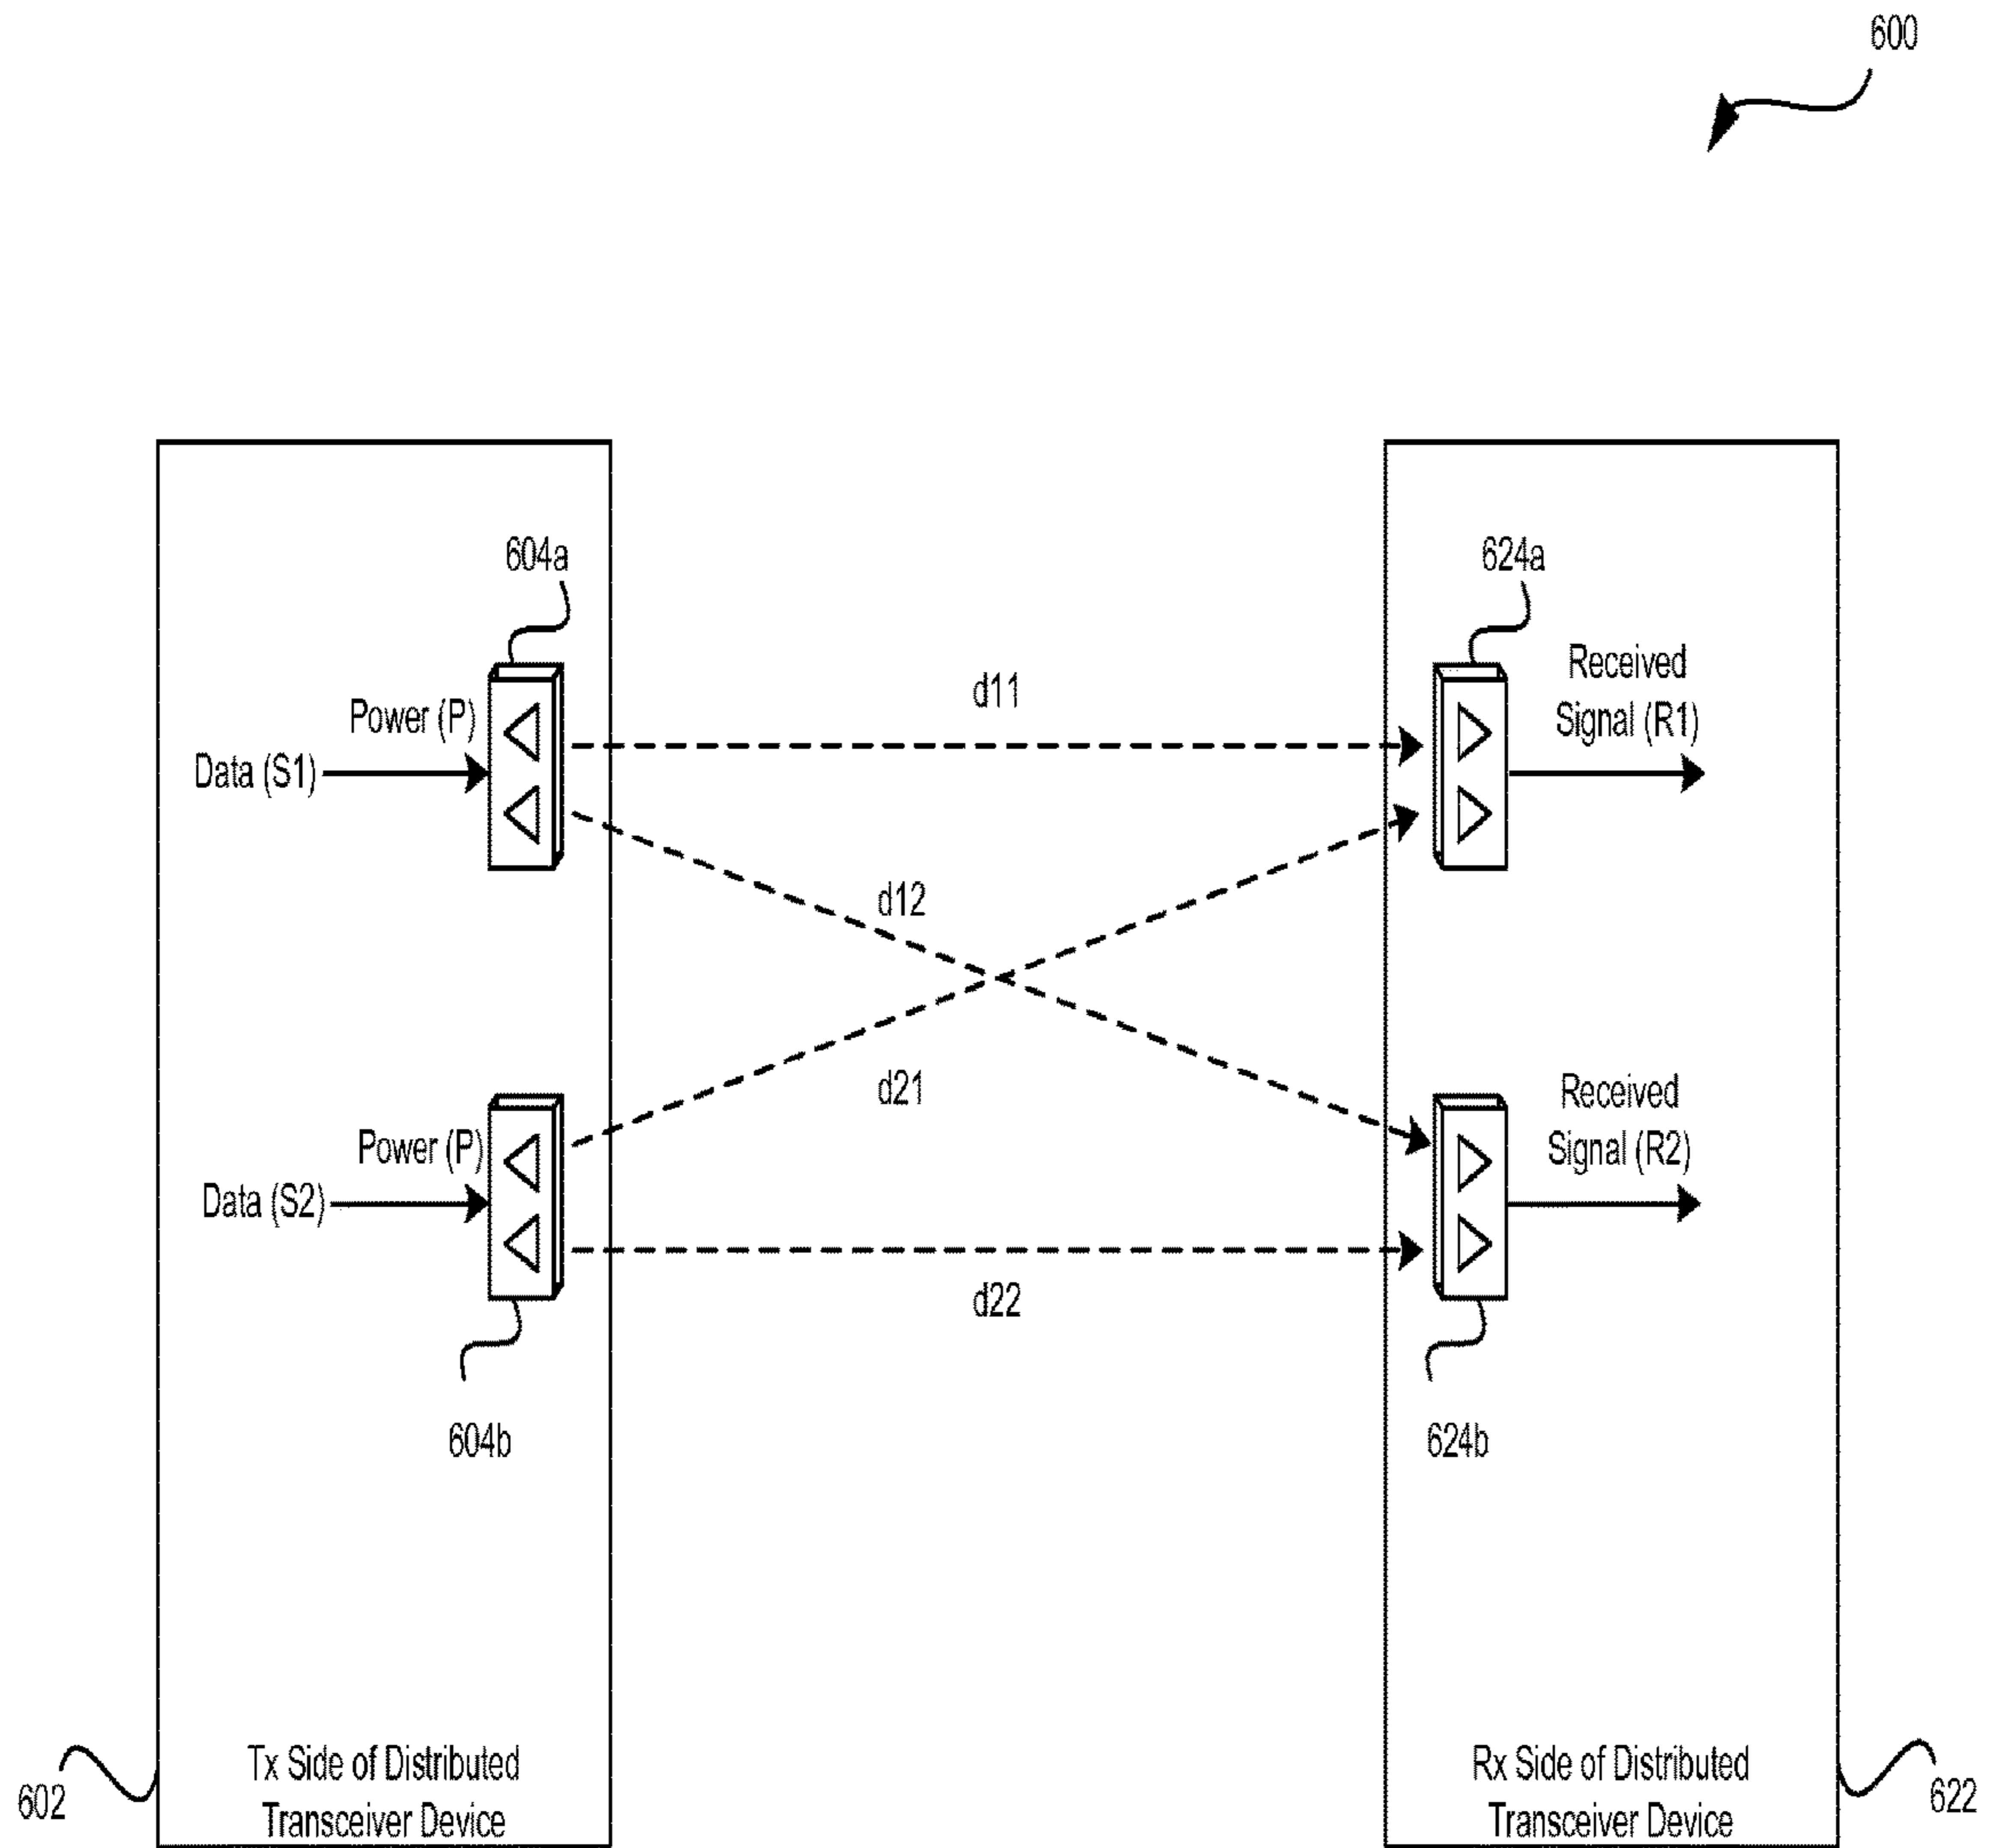 600
604a
624a
Received
Signal (R1)
d11
Power (P)
Data (S1)
d12
d21
Received
Signal (R2)
Power (P)
Data (S2)
d22
604b
624b
Tx Side of Distributed
Transceiver Device
Rx Side of Distributed
Transceiver Device
602
622